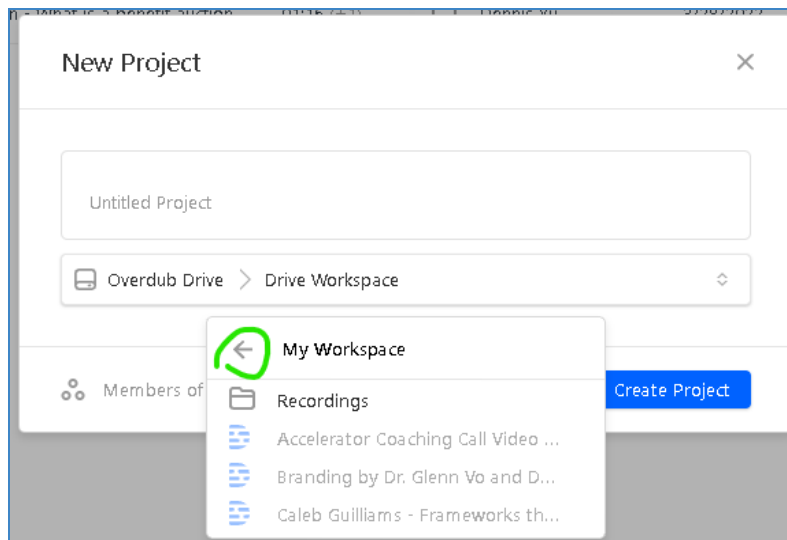 New Project
Untitled Project
Overdub Drive Drive Workspace
My Workspace
Members of
Create Project
Recordings
Accelerator Coaching Call Video ...
Branding by Dr. Glenn Vo and D...
Caleb Guilliams - Frameworks th...